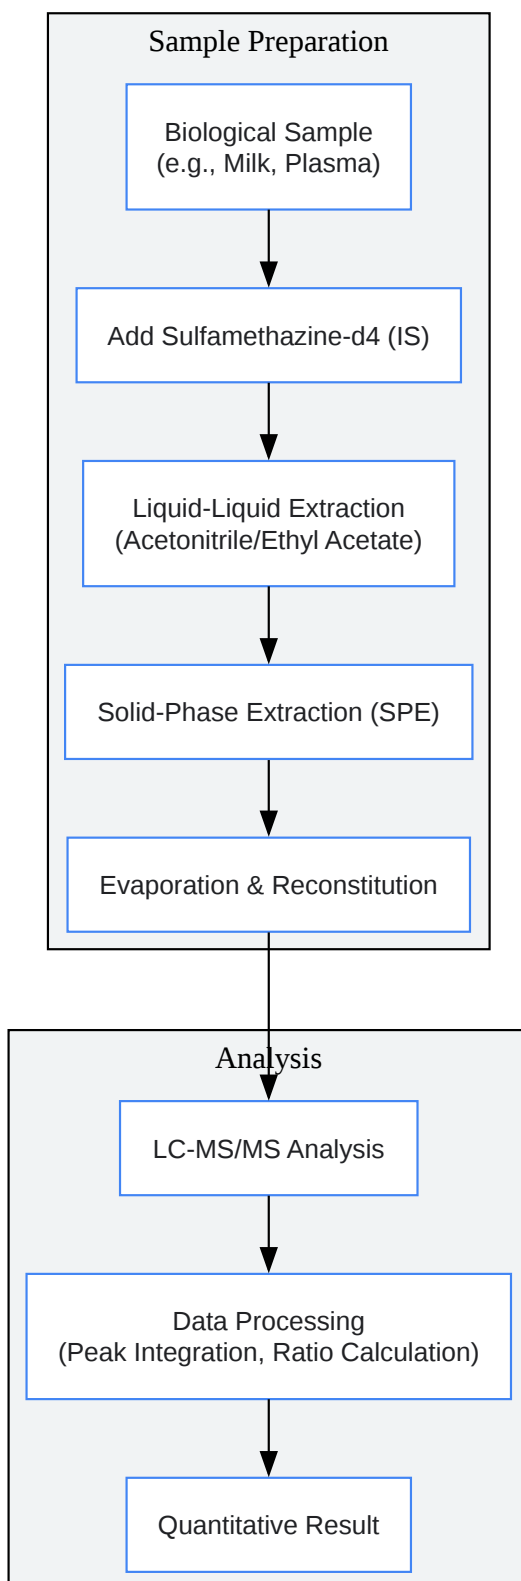 Sample Preparation
Biological Sample
(e.g., Milk, Plasma)
Add Sulfamethazine-d4 (IS)
Liquid-Liquid Extraction
(Acetonitrile/Ethyl Acetate)
Solid-Phase Extraction (SPE)
Evaporation & Reconstitution
Analysis
LC-MS/MS Analysis
Data Processing
(Peak Integration, Ratio Calculation)
Quantitative Result